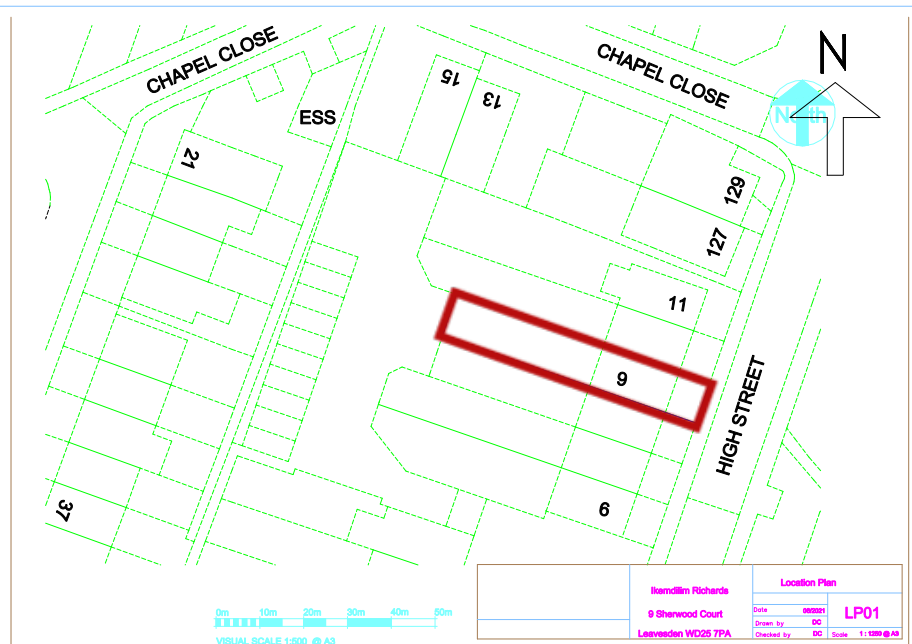 CHAPEL CLOSE
CHAPEL CLOSE
N
North
15
13
ESS
21
129
127
11
9
HIGH STREET
6
37
0m 10m 20m 30m 40m 50m
VISUAL SCALE 1:500 @ A3
Ikemdilim Richards
9 Sherwood Court
Leavesden WD25 7PA
Location Plan
Date 08/2021
Drawn by DC
Checked by DC
LP01
Scale 1 : 1250 @ A3